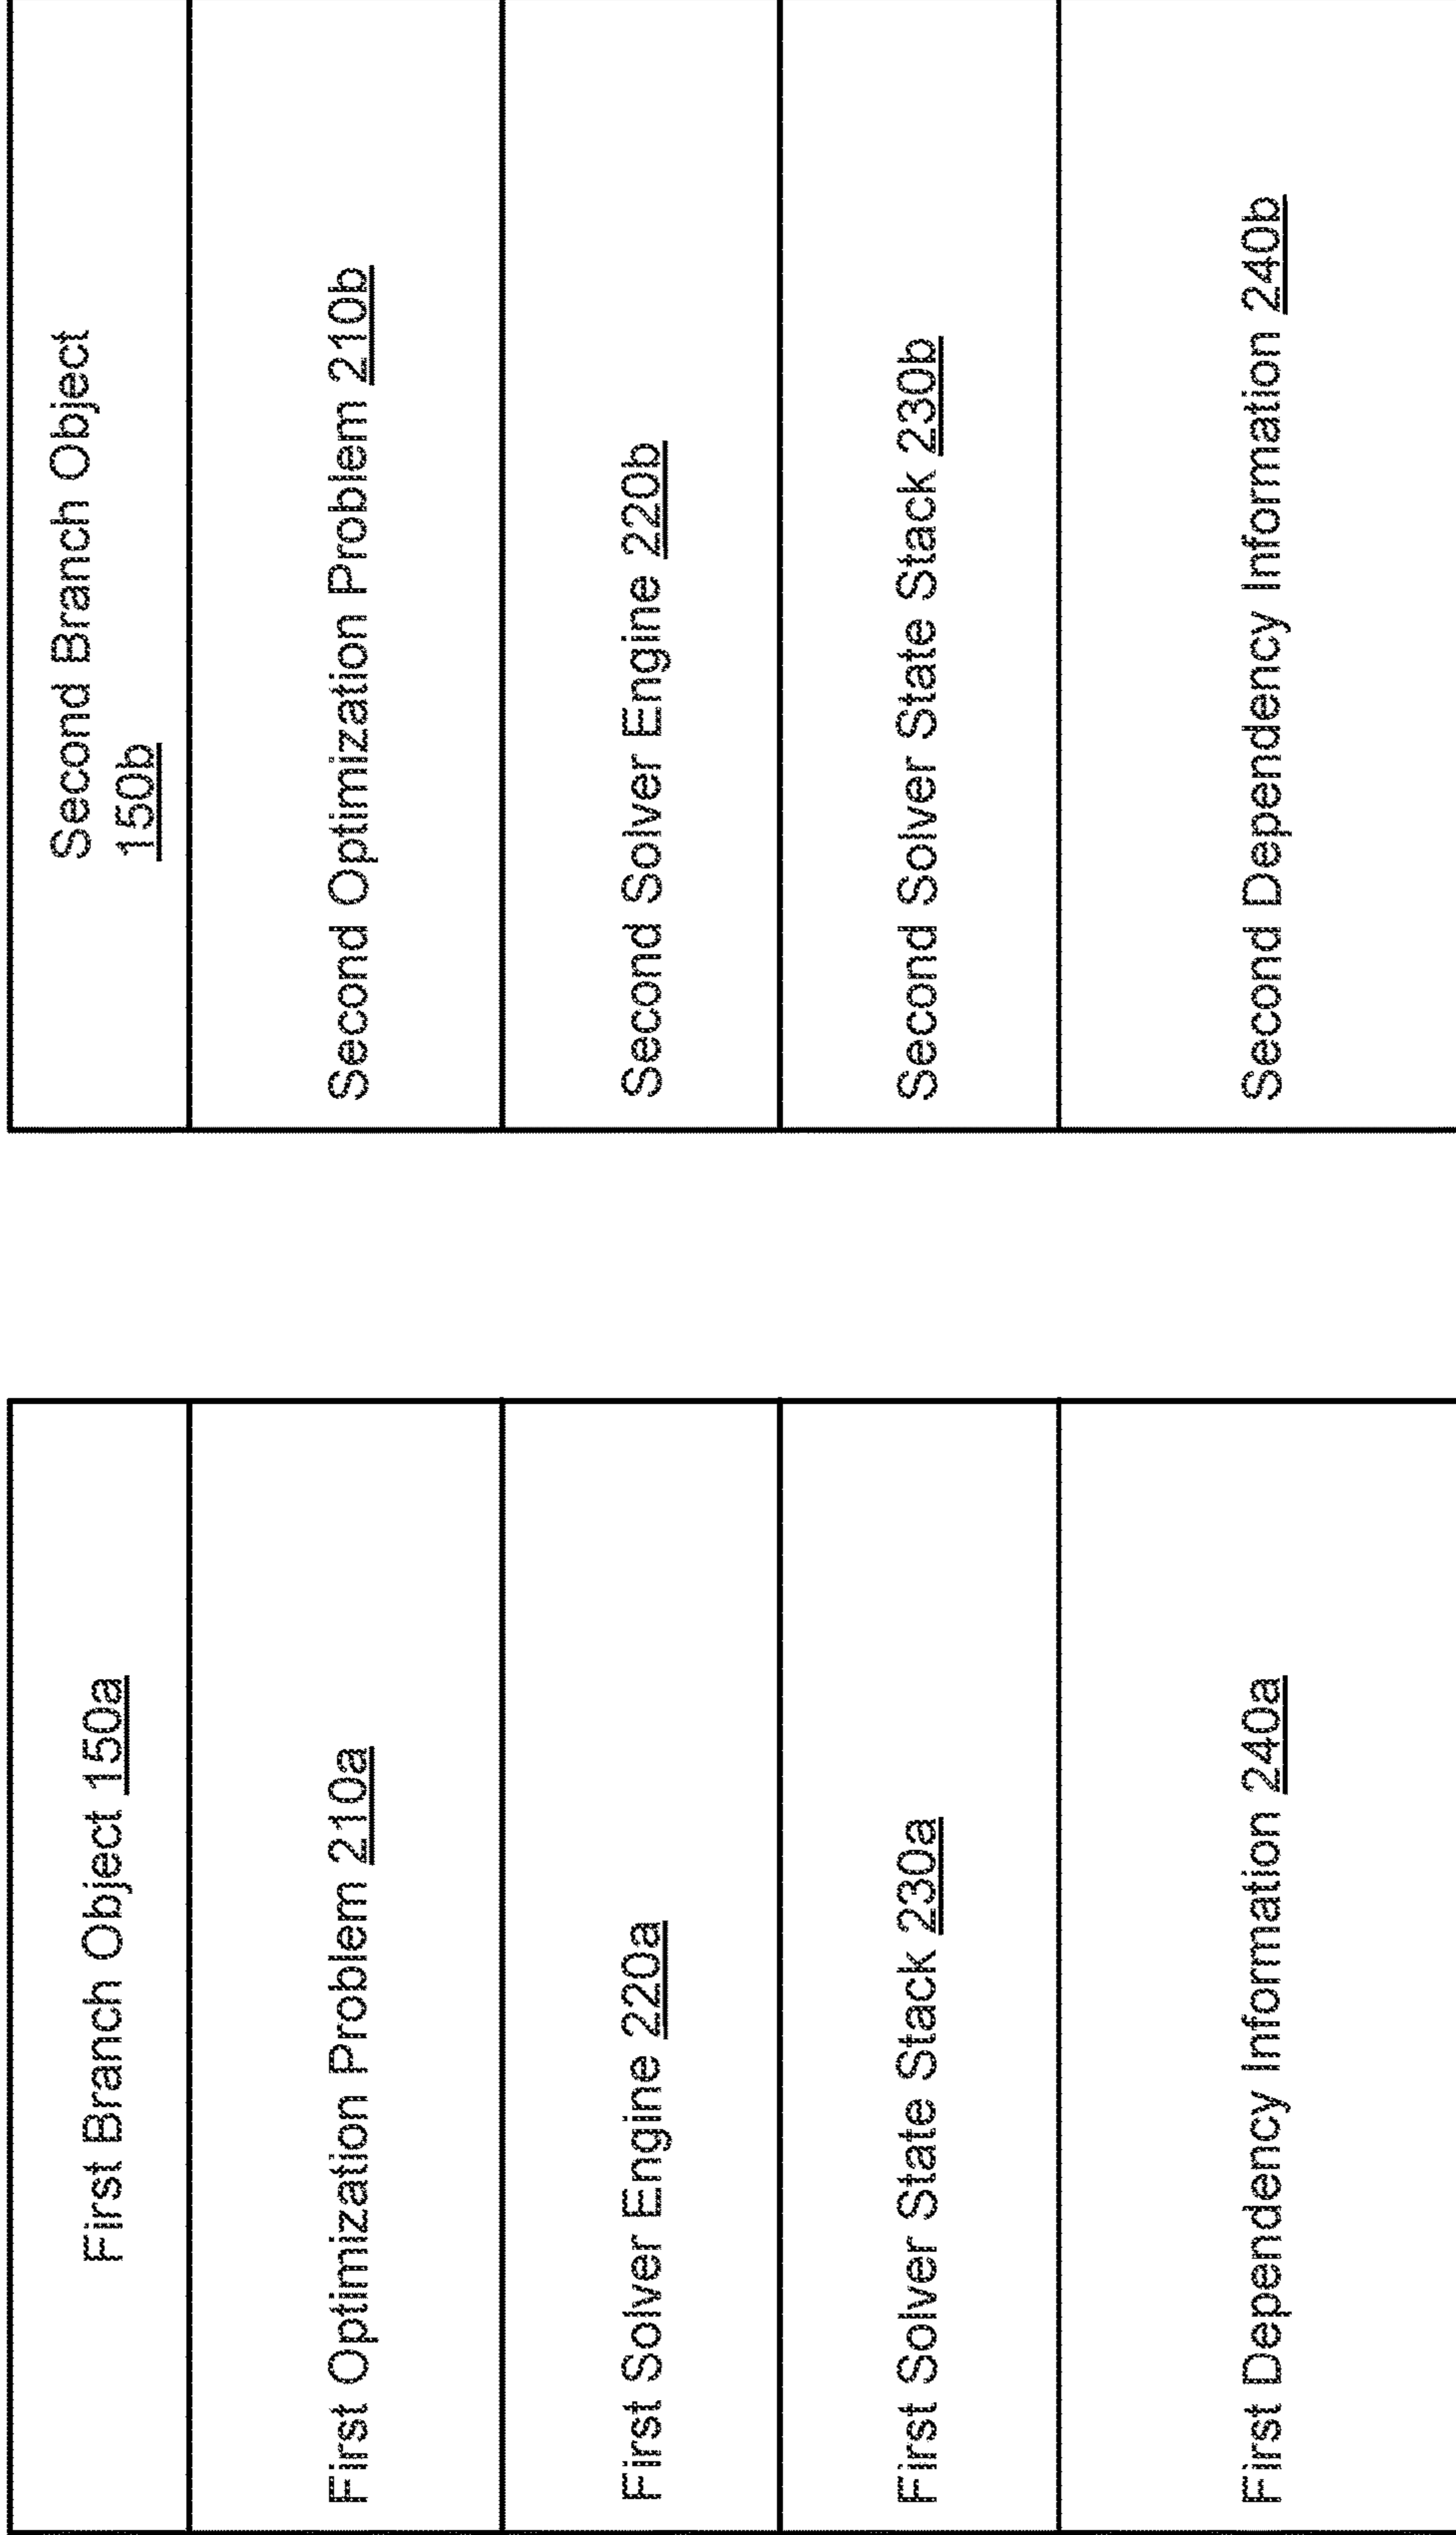 First Branch Object 150a
First Optimization Problem 210a
First Solver Engine 220a
First Solver State Stack 230a
First Dependency Information 240a
Second Branch Object
150b
Second Optimization Problem 210b
Second Solver Engine 220b
Second Solver State Stack 230b
Second Dependency Information 240b